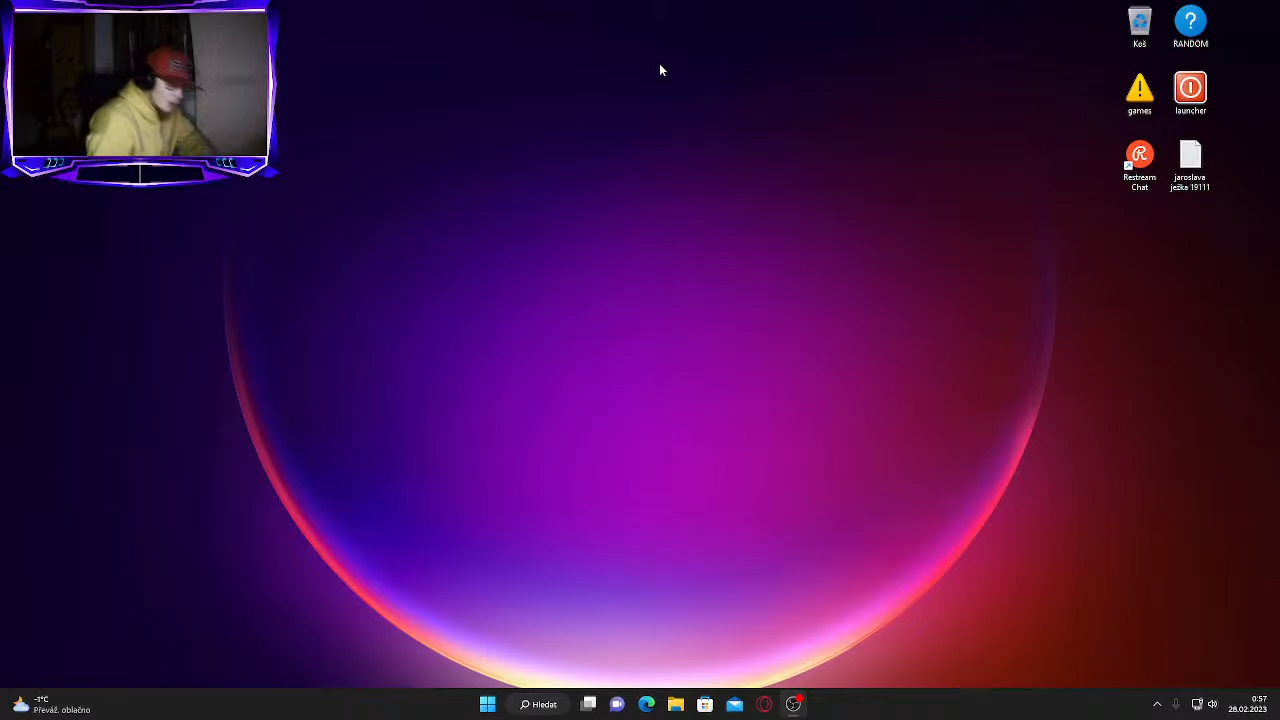 Koš
RANDOM
games
launcher
Restream
Chat
jaroslava
ježka 19111
-1°C
Převáž. oblačno
Hledat
0:57
28.02.2023